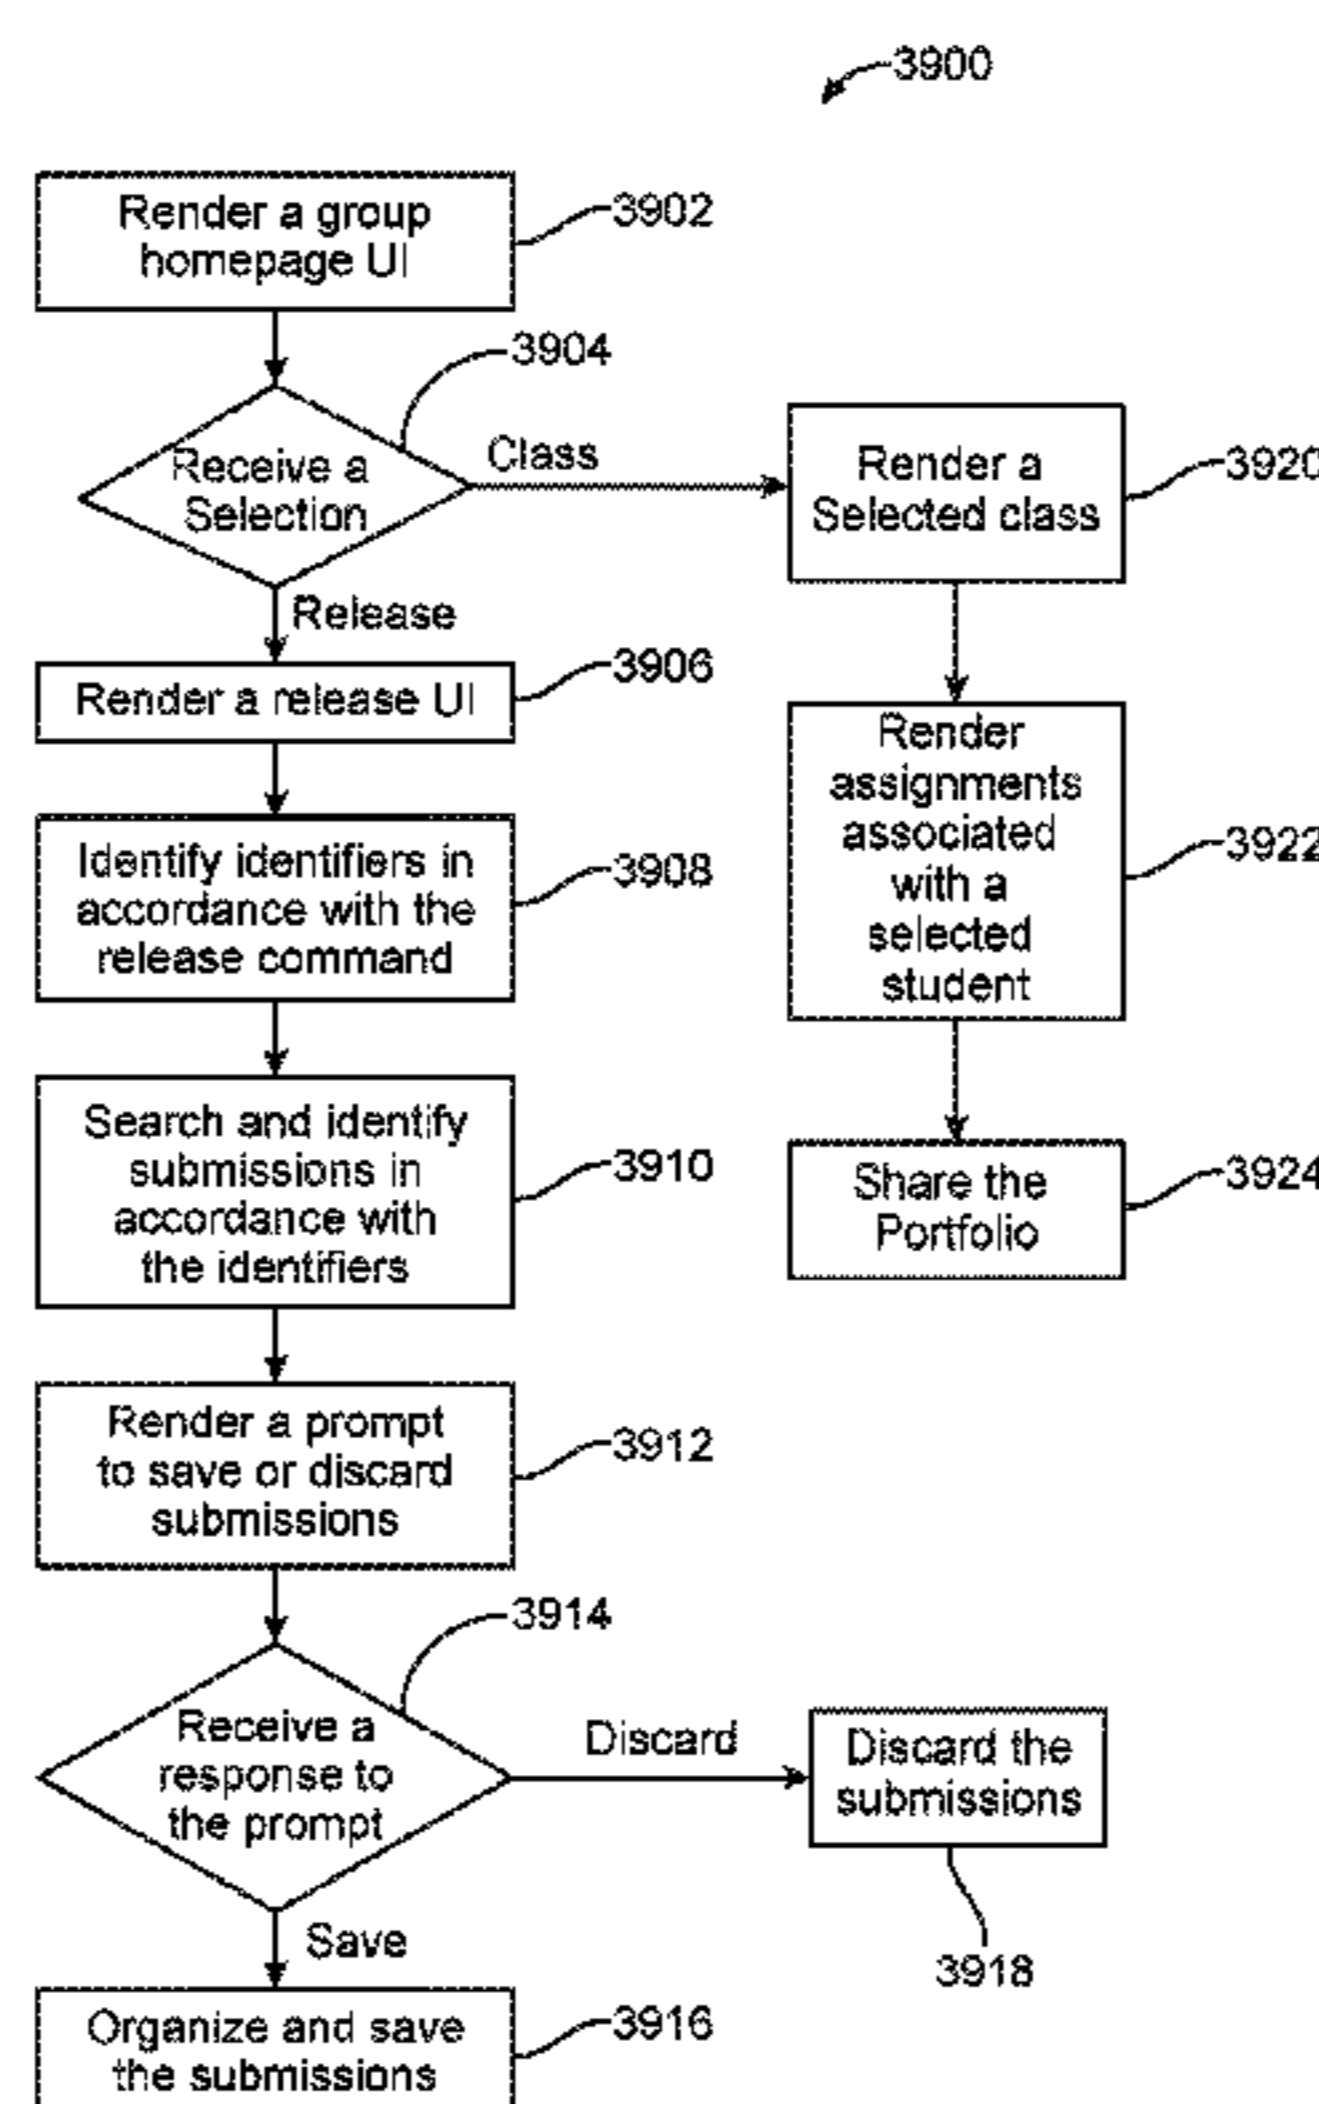 3900
Render a group
homepage UI
3902
3904
Receive a
Selection
Class
Render a
Selected class
3920
Release
Render a release UI
3906
Render
assignments
associated
with a
selected
student
3922
Identify identifiers in
accordance with the
release command
3908
Search and identify
submissions in
accordance with
the identifiers
3910
Share the
Portfolio
3924
Render a prompt
to save or discard
submissions
3912
3914
Receive a
response to
the prompt
Discard
Discard the
submissions
3918
Save
Organize and save
the submissions
3916